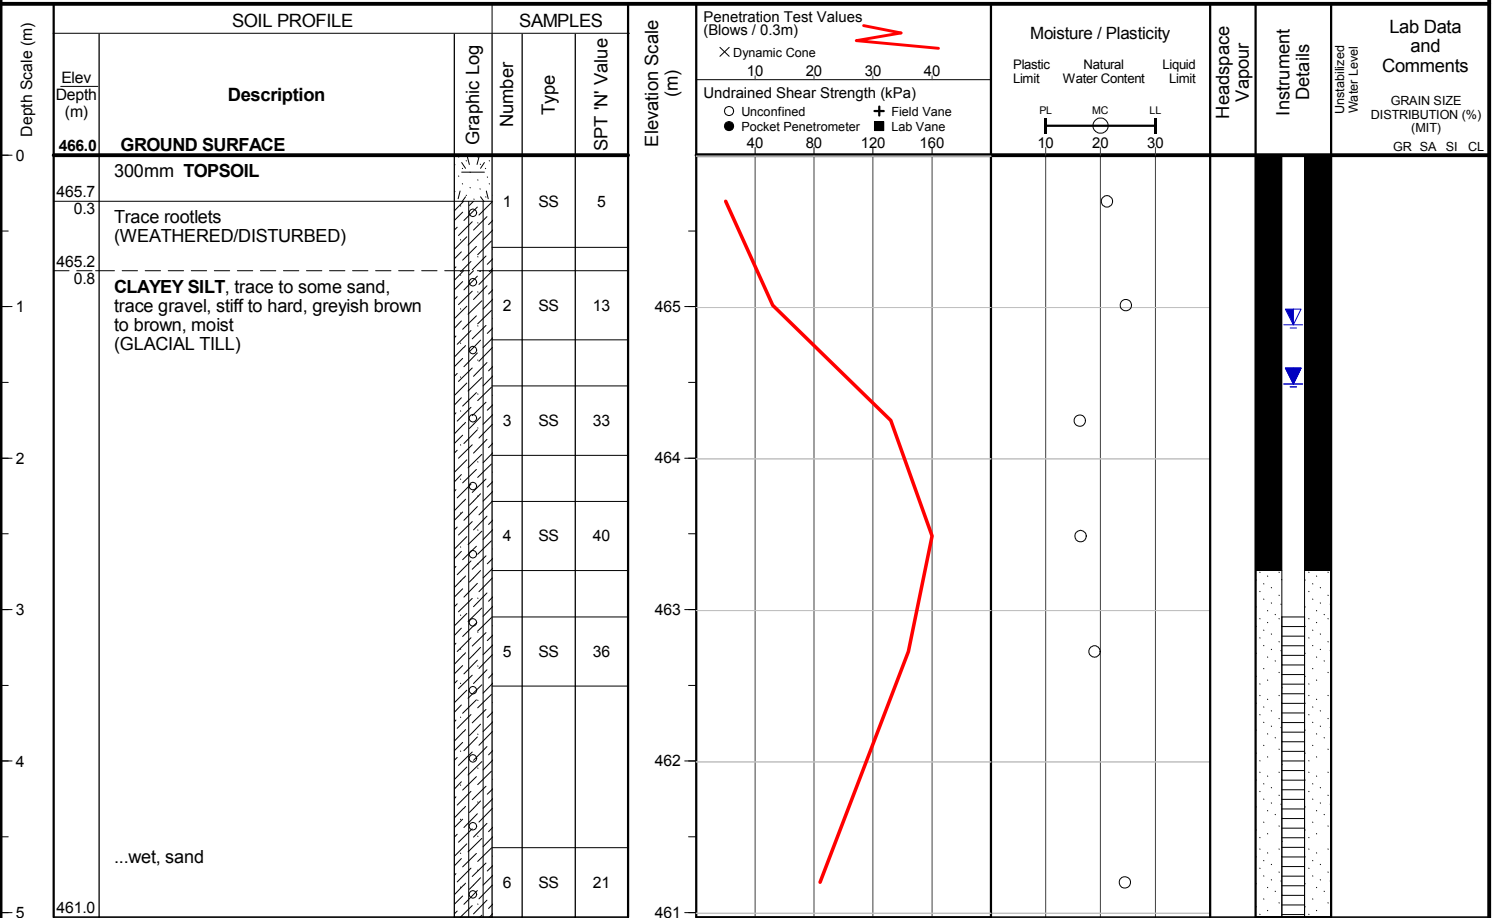 Depth Scale (m)
SOIL PROFILE
Elev
Depth
(m)
Description
Graphic Log
466.0 GROUND SURFACE
SAMPLES
Number
Type
SPT 'N' Value
Elevation Scale
(m)
Penetration Test Values
(Blows / 0.3m)
× Dynamic Cone
10 20 30 40
Undrained Shear Strength (kPa)
Unconfined + Field Vane
Pocket Penetrometer Lab Vane
40 80 120 160
Moisture / Plasticity
Plastic Limit
Natural Water Content
Liquid Limit
PL MC LL
10 20 30
Headspace
Vapour
Instrument
Details
Unstabilized
Water Level
Lab Data
and
Comments
GRAIN SIZE
DISTRIBUTION (%)
(MIT)
GR SA SI CL
0
300mm TOPSOIL
465.7
0.3
1 SS 5
Trace rootlets
(WEATHERED/DISTURBED)
465.2
0.8
CLAYEY SILT, trace to some sand,
trace gravel, stiff to hard, greyish brown
to brown, moist
(GLACIAL TILL)
1
2 SS 13
465
3 SS 33
2
464
4 SS 40
3
463
5 SS 36
4
462
...wet, sand
6 SS 21
461.0
5
461